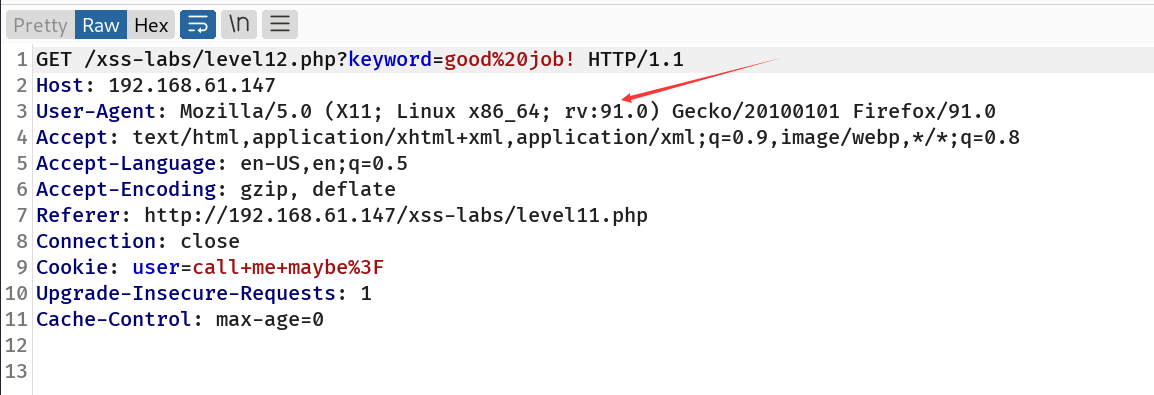 Pretty Raw Hex \n
1 GET /xss-labs/level12.php?keyword=good%20job! HTTP/1.1
2 Host: 192.168.61.147
3 User-Agent: Mozilla/5.0 (X11; Linux x86_64; rv:91.0) Gecko/20100101 Firefox/91.0
4 Accept: text/html,application/xhtml+xml,application/xml;q=0.9,image/webp,*/*;q=0.8
5 Accept-Language: en-US,en;q=0.5
6 Accept-Encoding: gzip, deflate
7 Referer: http://192.168.61.147/xss-labs/level11.php
8 Connection: close
9 Cookie: user=call+me+maybe%3F
10 Upgrade-Insecure-Requests: 1
11 Cache-Control: max-age=0
12
13